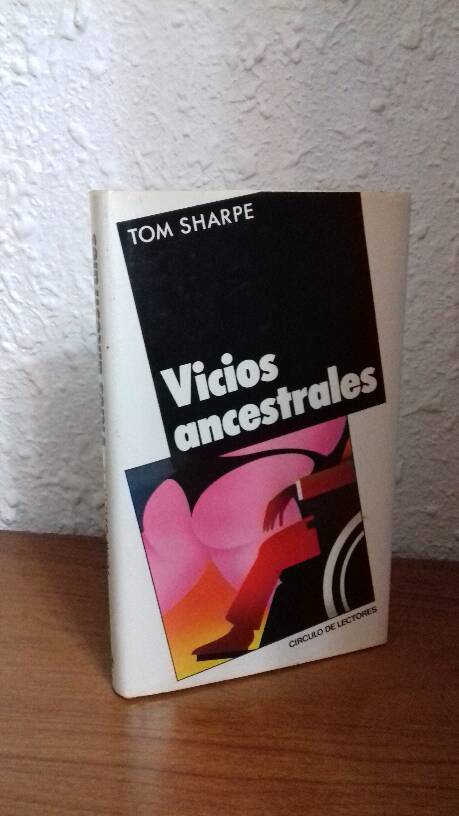 TOM SHARPE
Vicios
ancestrales
CIRCULO DE LECTORES